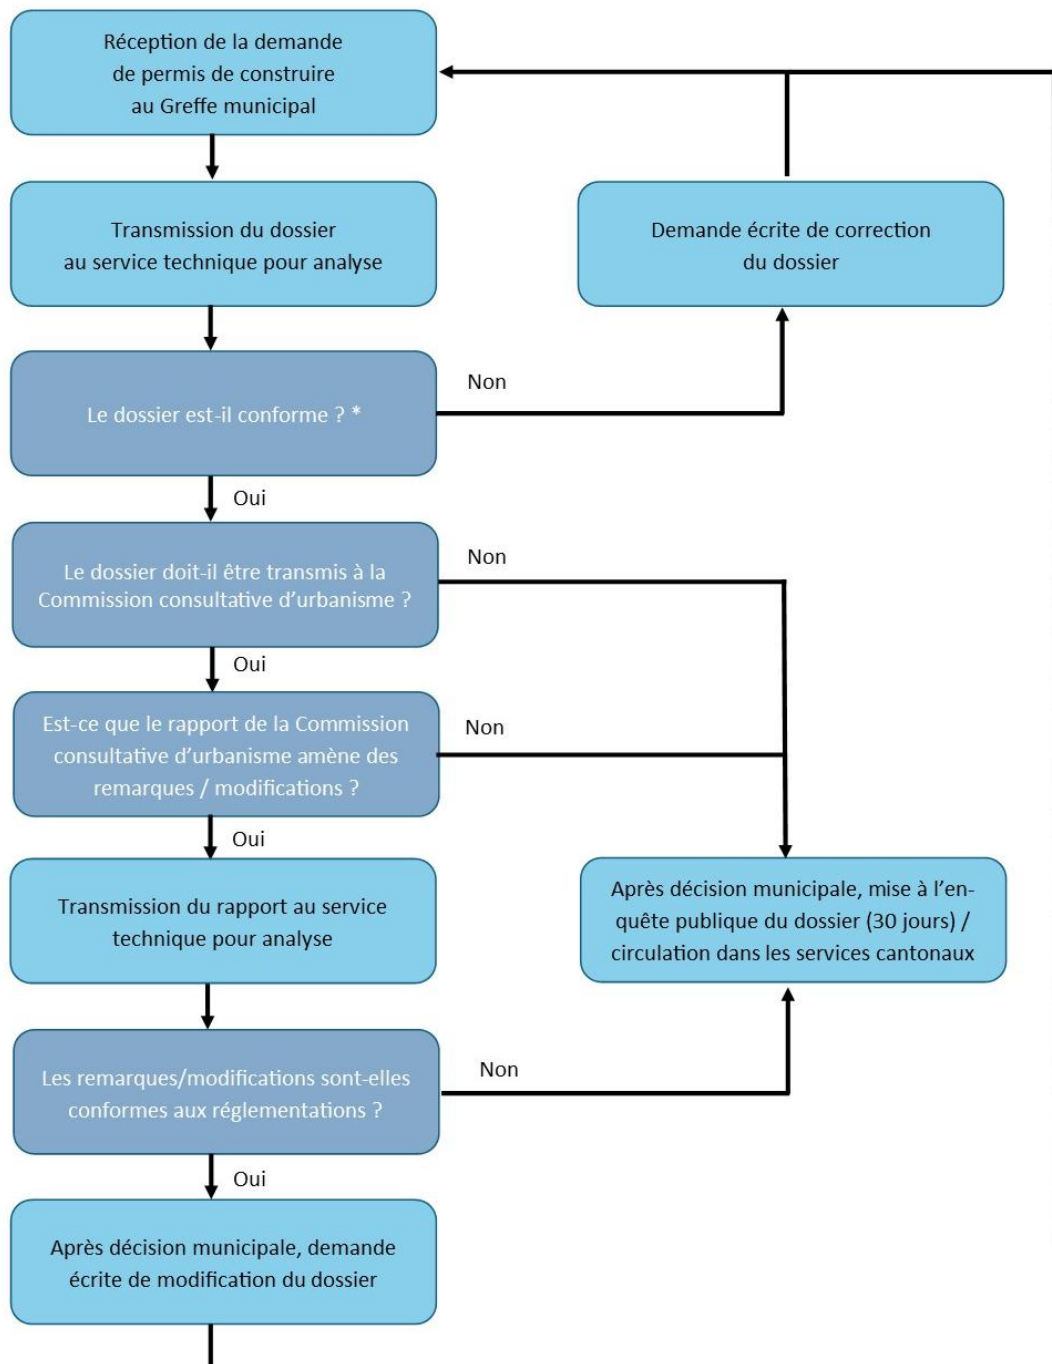 Réception de la demande
de permis de construire
au Greffe municipal
Transmission du dossier
au service technique pour analyse
Demande écrite de correction
du dossier
Le dossier est-il conforme ? *
Non
Oui
Le dossier doit-il être transmis à la
Commission consultative d’urbanisme ?
Non
Oui
Est-ce que le rapport de la Commission
consultative d’urbanisme amène des
remarques / modifications ?
Non
Oui
Transmission du rapport au service
technique pour analyse
Après décision municipale, mise à l’en-
quête publique du dossier (30 jours) /
circulation dans les services cantonaux
Les remarques/modifications sont-elles
conformes aux réglementations ?
Non
Oui
Après décision municipale, demande
écrite de modification du dossier